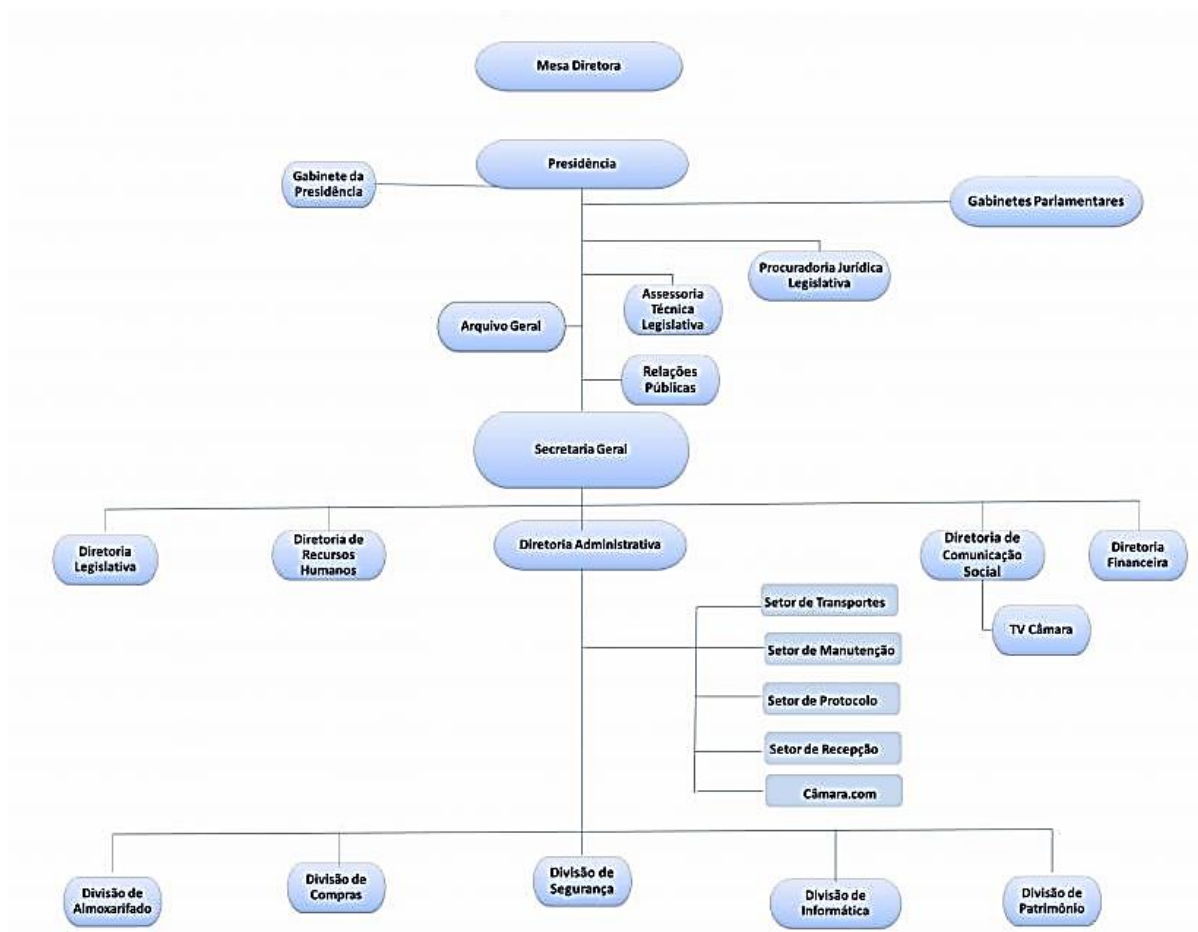 Mesa Diretora
Presidência
Gabinete da
Presidência
Gabinetes Parlamentares
Procuradoria Jurídica
Legislativa
Assessoria
Técnica
Legislativa
Arquivo Geral
Relações
Públicas
Secretaria Geral
Diretoria
Legislativa
Diretoria de
Recursos
Humanos
Diretoria Administrativa
Diretoria de
Comunicação
Social
Diretoria
Financeira
Setor de Transportes
TV Câmara
Setor de Manutenção
Setor de Protocolo
Setor de Recepção
Câmara.com
Divisão de
Almoxarifado
Divisão de
Compras
Divisão de
Segurança
Divisão de
Informática
Divisão de
Patrimônio